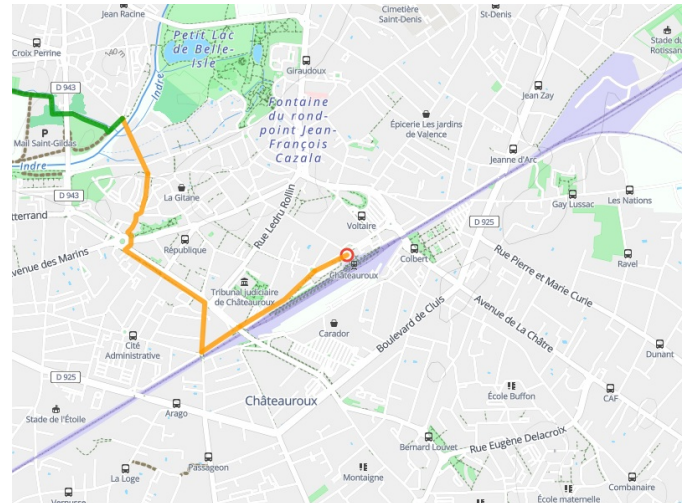 Jean Racine
Cimetière
Saint-Denis
St-Denis
Croix Perrine
Petit Lac
de Belle-
Isle
Indre
Giraudoux
Stade du
Rotissan
D 943
Jean Zay
Fontaine
du rond-
point Jean-
François
Cazala
Épicerie Les jardins
de Valence
P
Mail Saint-Gildas
Indre
Jeanne d'Arc
D 943
La Gitane
Rue Ledru Rollin
Gay Lussac
Les Nations
tterrand
Voltaire
D 925
République
Avenue des Marins
Colbert
Châteauroux
Rue Pierre et Marie Curie
Ravel
Tribunal judiciaire
de Châteauroux
Carador
Boulevard de Cluis
Avenue de La Châtre
Cité
Administrative
Dunant
D 925
Châteauroux
École Buffon
CAF
Stade de l'Étoile
Arago
Bernard Louvet
Rue Eugène Delacroix
Passageon
La Loge
Montaigne
Combanaire
École maternelle